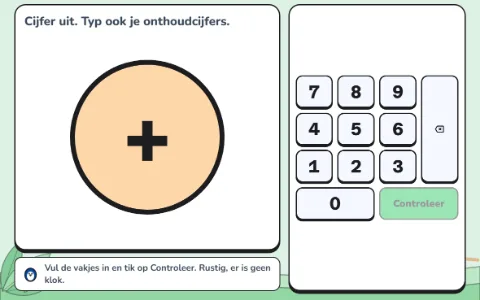 Cijfer uit. Typ ook je onthoudcijfers.
+
7 8 9
4 5 6
1 2 3
0 Controleer
Vul de vakjes in en tik op Controleer. Rustig, er is geen
klok.